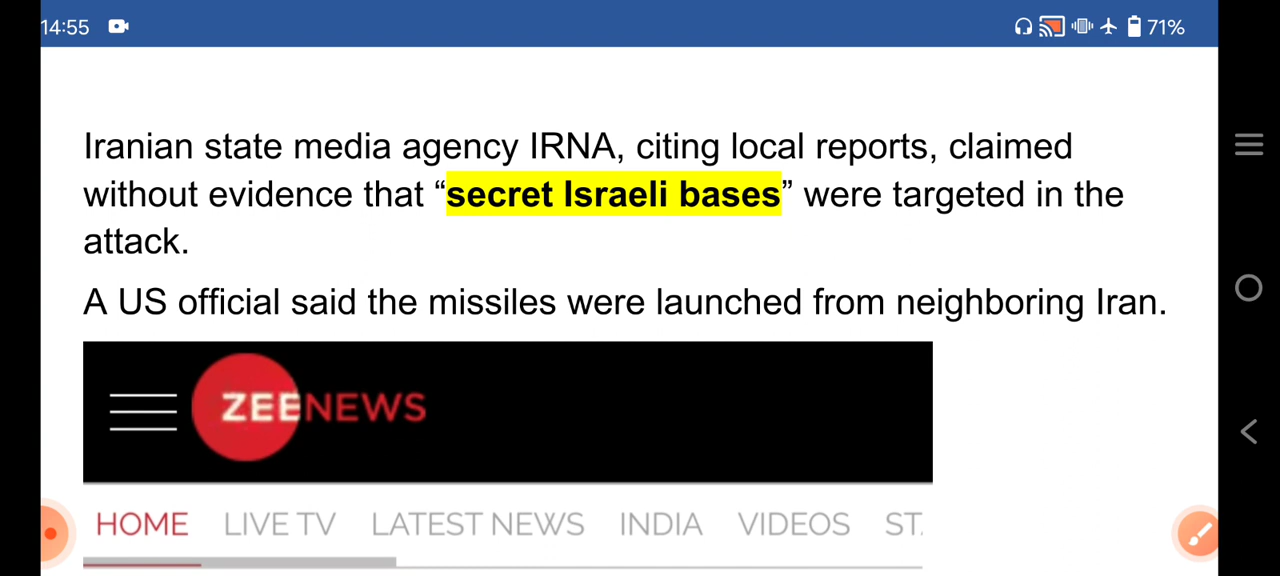 14:55 71%
Iranian state media agency IRNA, citing local reports, claimed
without evidence that “secret Israeli bases” were targeted in the
attack.
A US official said the missiles were launched from neighboring Iran.
ZEENEWS
HOME LIVE TV LATEST NEWS INDIA VIDEOS ST.